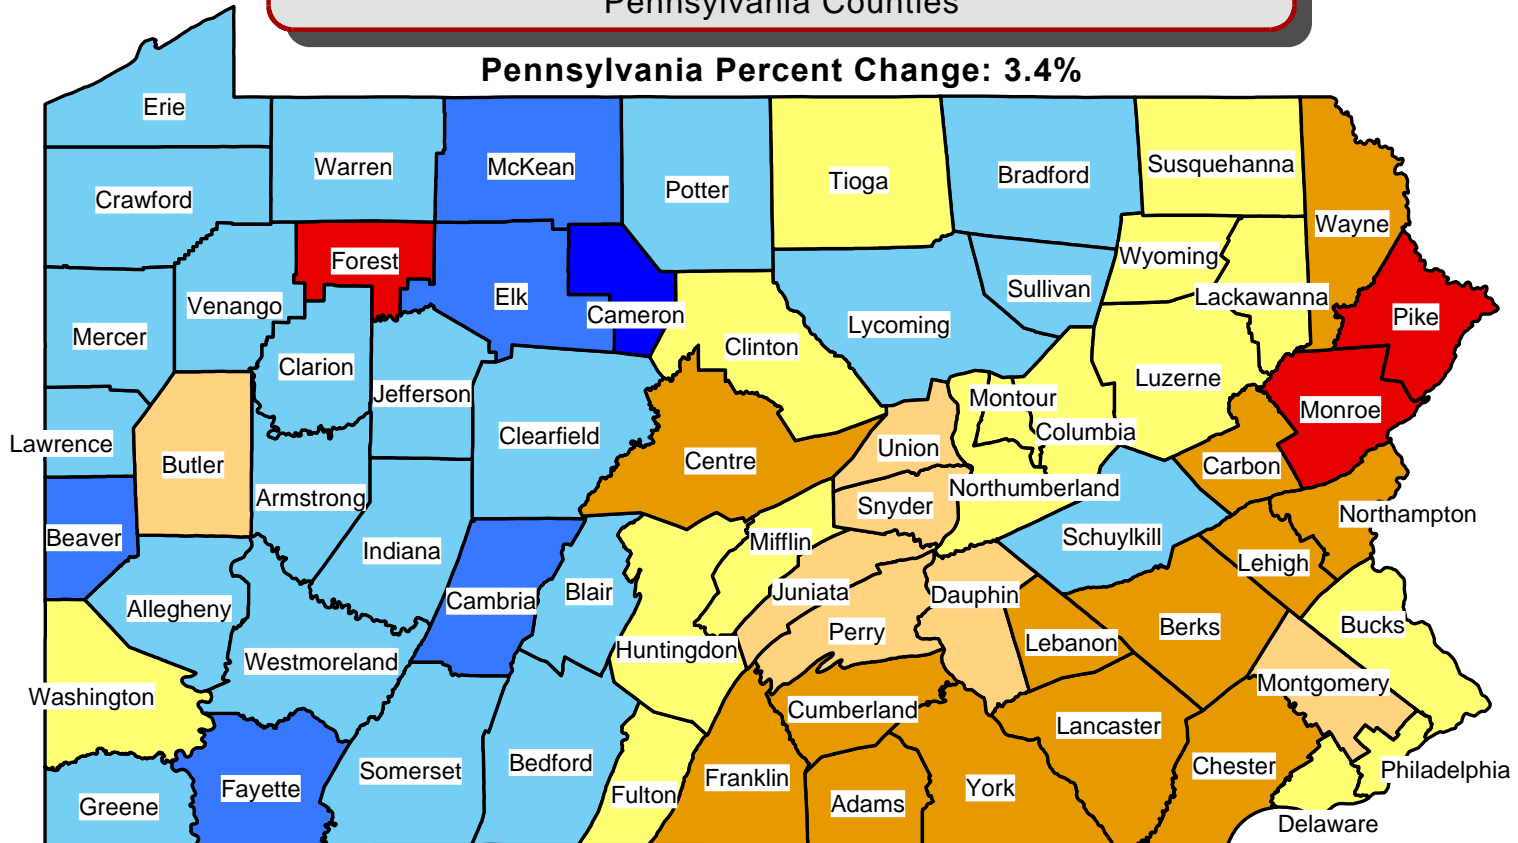 Pennsylvania Counties
Pennsylvania Percent Change: 3.4%
Erie
Warren
McKean
Potter
Tioga
Bradford
Susquehanna
Crawford
Wayne
Forest
Wyoming
Venango
Elk
Cameron
Sullivan
Lackawanna
Pike
Mercer
Clarion
Clinton
Lycoming
Luzerne
Jefferson
Montour
Monroe
Lawrence
Butler
Clearfield
Centre
Union
Columbia
Carbon
Armstrong
Snyder
Northumberland
Northampton
Beaver
Indiana
Mifflin
Schuylkill
Lehigh
Allegheny
Cambria
Blair
Juniata
Dauphin
Westmoreland
Huntingdon
Perry
Lebanon
Berks
Bucks
Washington
Cumberland
Montgomery
Lancaster
Greene
Fayette
Somerset
Bedford
Fulton
Franklin
Adams
York
Chester
Philadelphia
Delaware